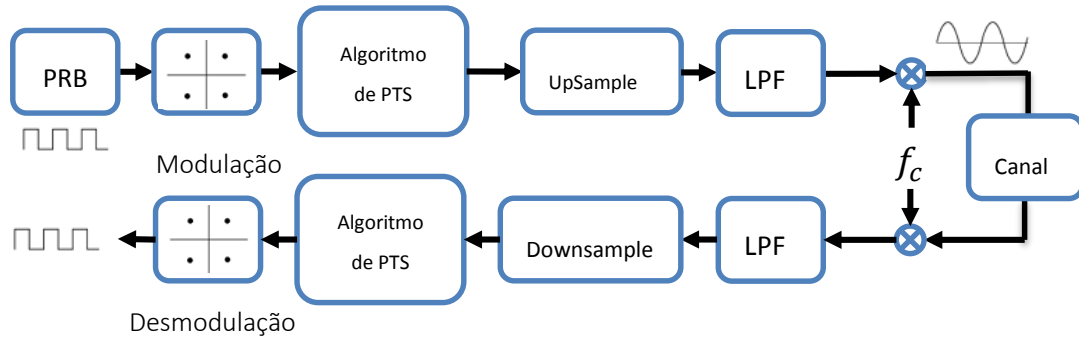 PRB
Algoritmo
de PTS
UpSample
LPF
Modulação
f_c
Canal
Algoritmo
de PTS
Downsample
LPF
Desmodulação